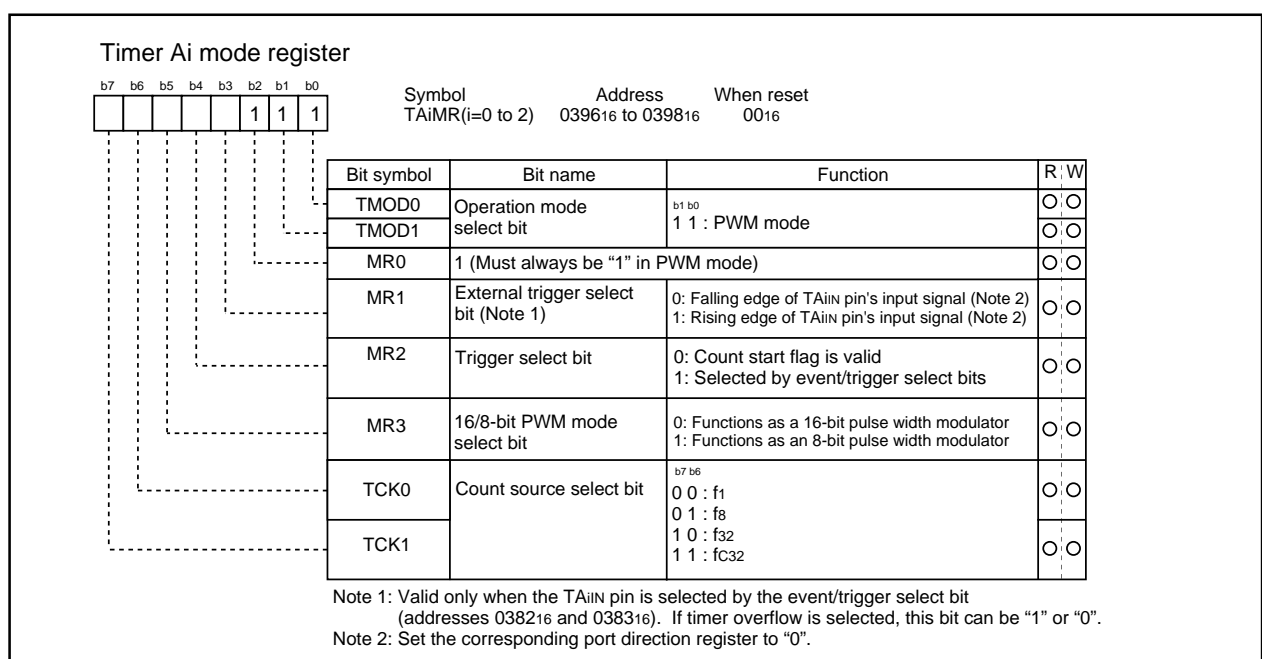 Timer Ai mode register
b7 b6 b5 b4 b3 b2 b1 b0
1 1 1
Symbol Address When reset
TAiMR(i=0 to 2) 039616 to 039816 0016
Bit symbol Bit name Function R W
TMOD0 Operation mode select bit b1 b0
TMOD1 1 1 : PWM mode
MR0 1 (Must always be “1” in PWM mode)
MR1 External trigger select bit (Note 1) 0: Falling edge of TAiIN pin's input signal (Note 2)
1: Rising edge of TAiIN pin's input signal (Note 2)
MR2 Trigger select bit 0: Count start flag is valid
1: Selected by event/trigger select bits
MR3 16/8-bit PWM mode select bit 0: Functions as a 16-bit pulse width modulator
1: Functions as an 8-bit pulse width modulator
TCK0 Count source select bit b7 b6
0 0 : f1
0 1 : f8
TCK1 1 0 : f32
1 1 : fC32
Note 1: Valid only when the TAiIN pin is selected by the event/trigger select bit
(addresses 038216 and 038316). If timer overflow is selected, this bit can be “1” or “0”.
Note 2: Set the corresponding port direction register to “0”.